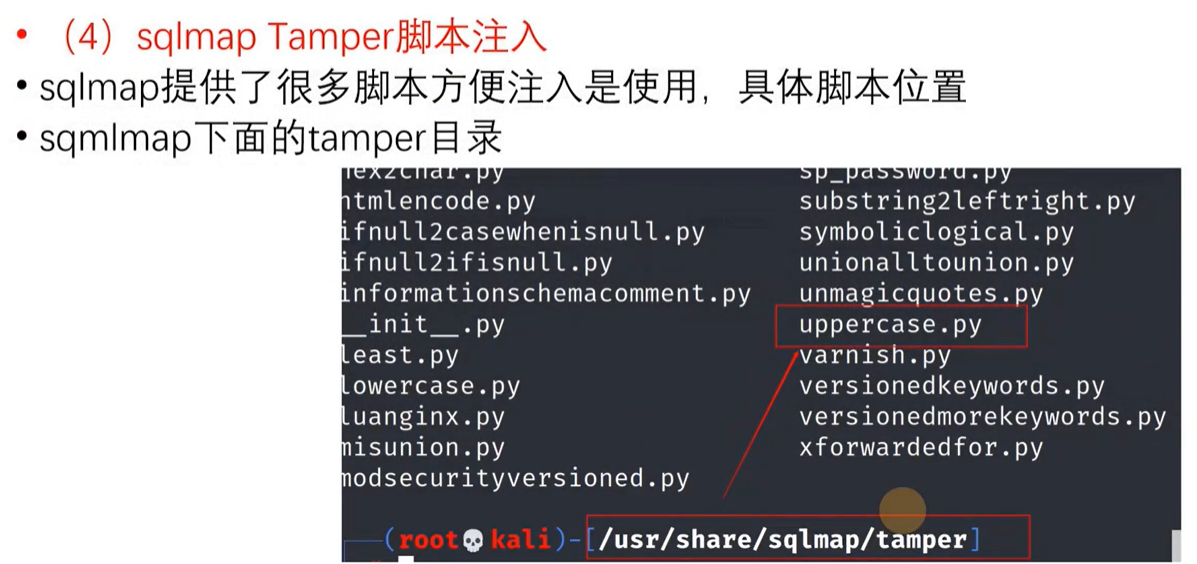 • （4）sqlmap Tamper脚本注入
• sqlmap提供了很多脚本方便注入是使用，具体脚本位置
• sqmlmap下面的tamper目录
hex2char.py sp_password.py
htmlencode.py substring2leftright.py
ifnull2casewhenisnull.py symboliclogical.py
ifnull2ifisnull.py unionalltounion.py
informationschemacomment.py unmagicquotes.py
__init__.py uppercase.py
least.py varnish.py
lowercase.py versionedkeywords.py
luanginx.py versionedmorekeywords.py
misunion.py xforwardedfor.py
modsecurityversioned.py
(root💀kali)-[/usr/share/sqlmap/tamper]